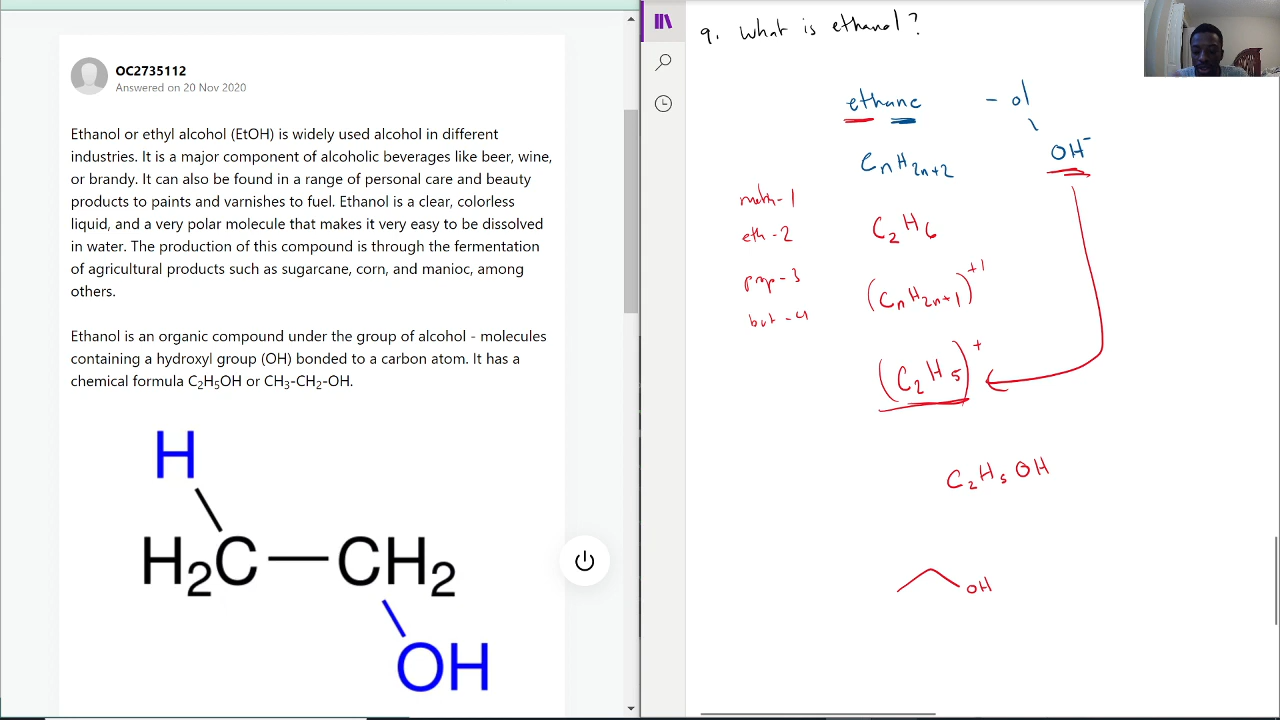 OC2735112
Answered on 20 Nov 2020
Ethanol or ethyl alcohol (EtOH) is widely used alcohol in different
industries. It is a major component of alcoholic beverages like beer, wine,
or brandy. It can also be found in a range of personal care and beauty
products to paints and varnishes to fuel. Ethanol is a clear, colorless
liquid, and a very polar molecule that makes it very easy to be dissolved
in water. The production of this compound is through the fermentation
of agricultural products such as sugarcane, corn, and manioc, among
others.
Ethanol is an organic compound under the group of alcohol - molecules
containing a hydroxyl group (OH) bonded to a carbon atom. It has a
chemical formula C₂H₅OH or CH₃-CH₂-OH.
H
H₂C—CH₂
OH
9. What is ethanol?
ethane
- ol
OH⁻
CₙH₂ₙ₊₂
meth-1
eth-2
prop-3
but-4
C₂H₆
(CₙH₂ₙ₊₁)⁺¹
(C₂H₅)⁺
C₂H₅OH
OH